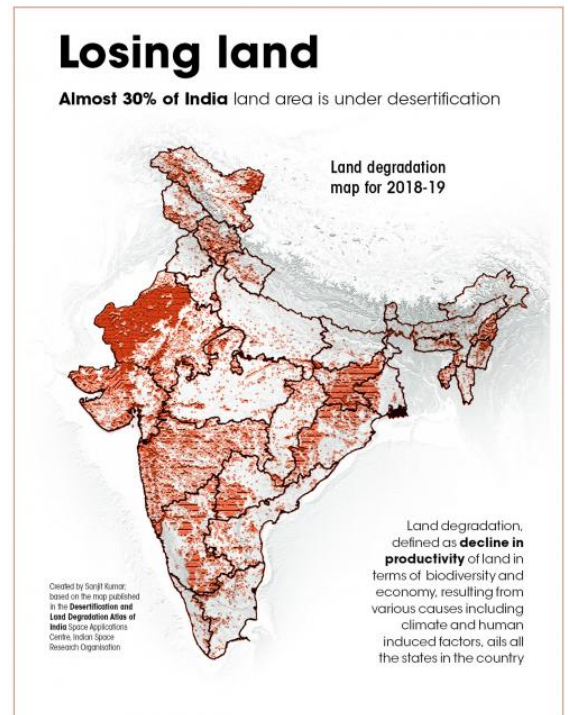 Losing land
Almost 30% of India land area is under desertification
Land degradation
map for 2018-19
Land degradation,
defined as decline in
productivity of land in
terms of biodiversity and
economy, resulting from
various causes including
climate and human
induced factors, ails all
the states in the country
Created by Sanjit Kumar;
based on the map published
in the Desertification and
Land Degradation Atlas of
India Space Applications
Centre, Indian Space
Research Organisation